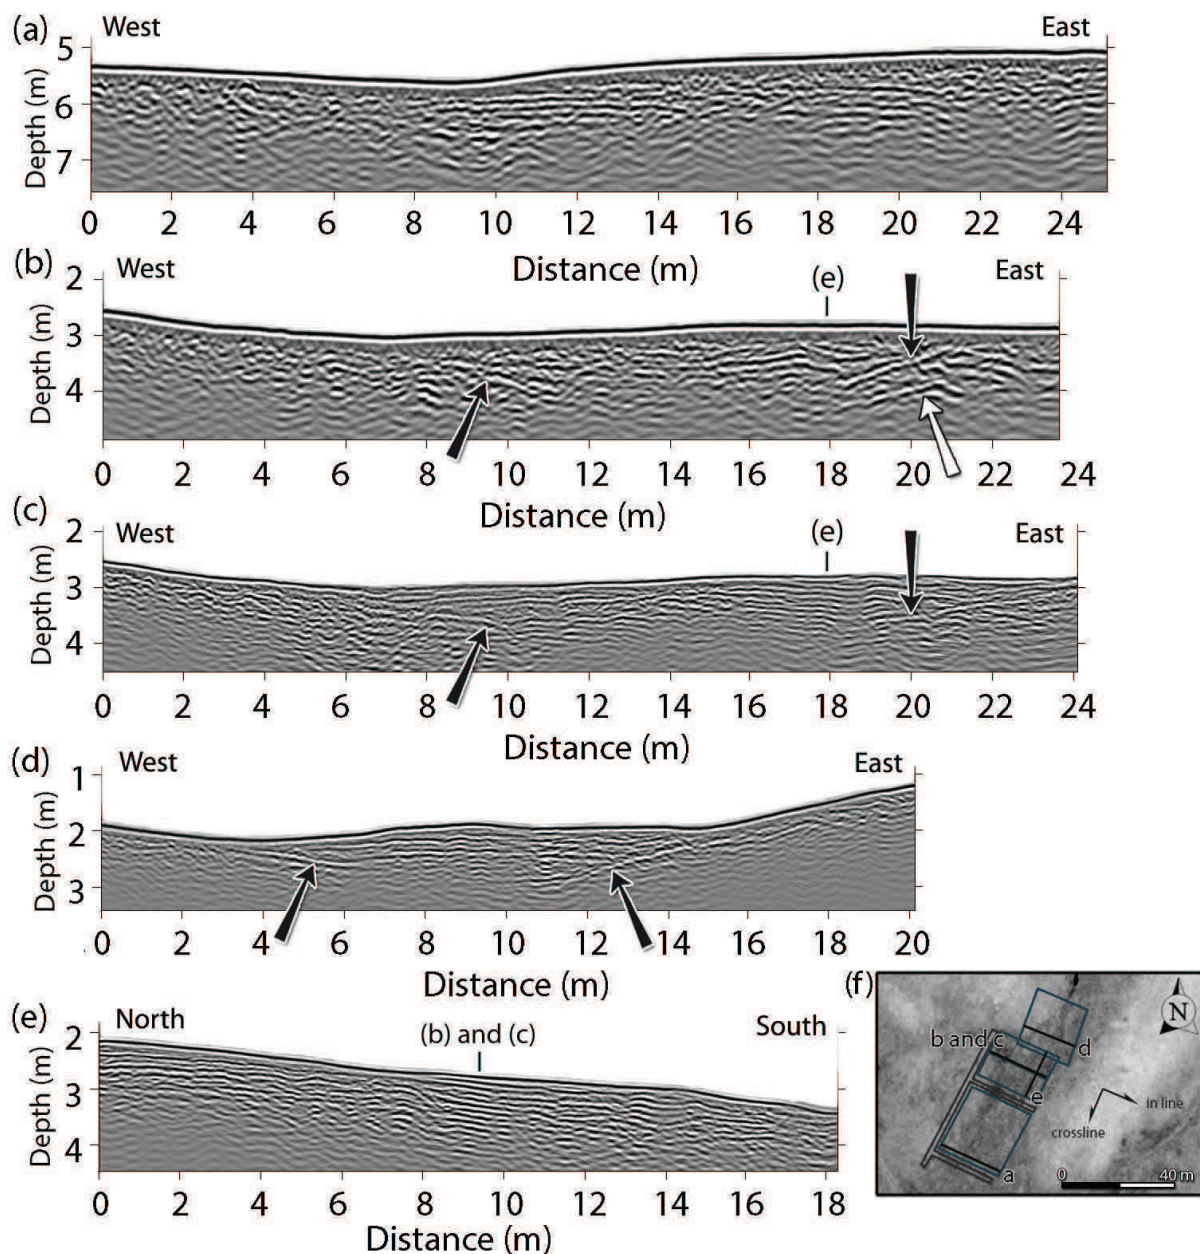 (a) West East
5
6
7
Depth (m)
0 2 4 6 8 10 12 14 16 18 20 22 24
Distance (m)
(b) West (e) East
2
3
4
Depth (m)
0 2 4 6 8 10 12 14 16 18 20 22 24
Distance (m)
(c) West (e) East
2
3
4
Depth (m)
0 2 4 6 8 10 12 14 16 18 20 22 24
Distance (m)
(d) West East
1
2
3
Depth (m)
0 2 4 6 8 10 12 14 16 18 20
Distance (m)
(e) North (b) and (c) South
2
3
4
Depth (m)
0 2 4 6 8 10 12 14 16 18
Distance (m)
(f)
N
b and c
d
e
in line
crossline
a
0 40 m